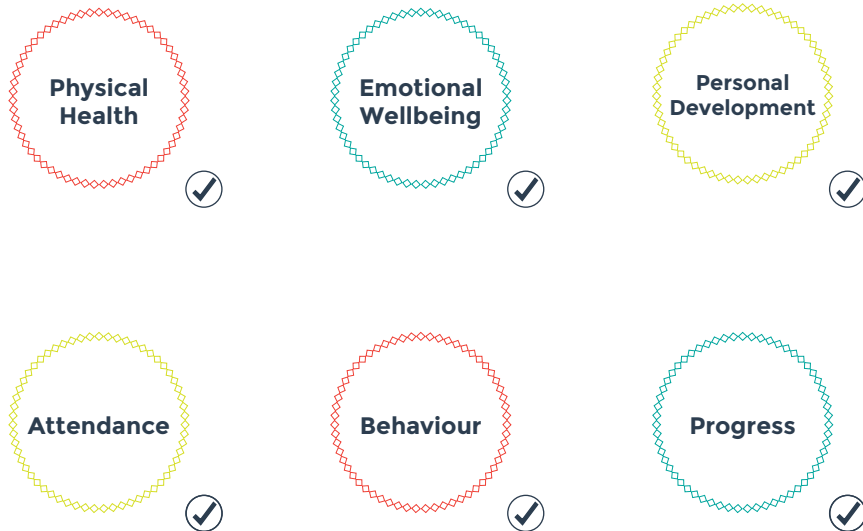 Physical
Health
Emotional
Wellbeing
Personal
Development
Attendance
Behaviour
Progress